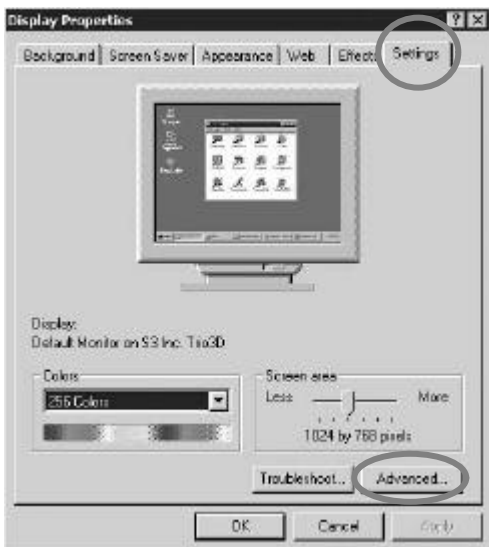 Display Properties
Background Screen Saver Appearance Web Effects Settings
Display:
Default Monitor on S3 Inc. Trio3D
Colors
256 Colors
Screen area
Less More
1024 by 768 pixels
Troubleshoot... Advanced...
OK Cancel Apply